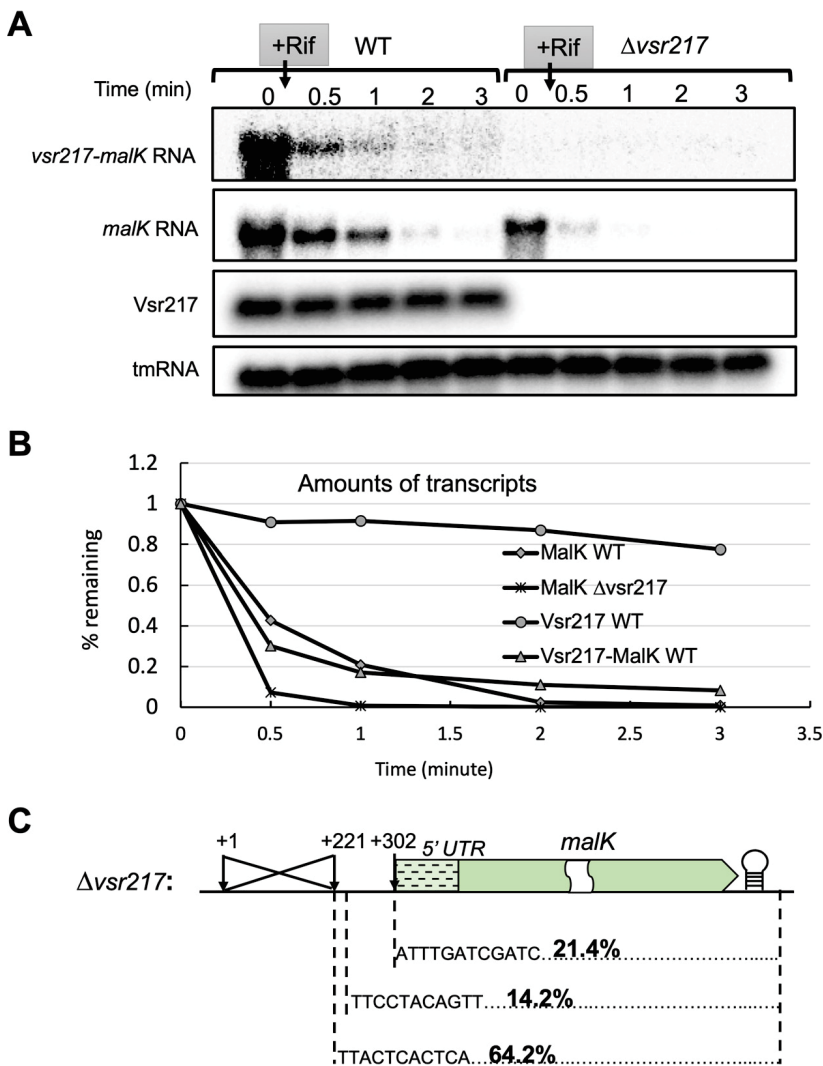 A
+Rif WT +Rif Δvsr217
Time (min) 0 0.5 1 2 3 0 0.5 1 2 3
vsr217-malK RNA
malK RNA
Vsr217
tmRNA
B
Amounts of transcripts
% remaining
1.2
1
0.8
0.6
0.4
0.2
0
MalK WT
MalK Δvsr217
Vsr217 WT
Vsr217-MalK WT
0 0.5 1 1.5 2 2.5 3 3.5
Time (minute)
C
+1 +221 +302 5' UTR malK
Δvsr217:
ATTTGATCGATC...21.4%...
TTCCTACAGTT...14.2%...
TTACTCACTCA...64.2%...